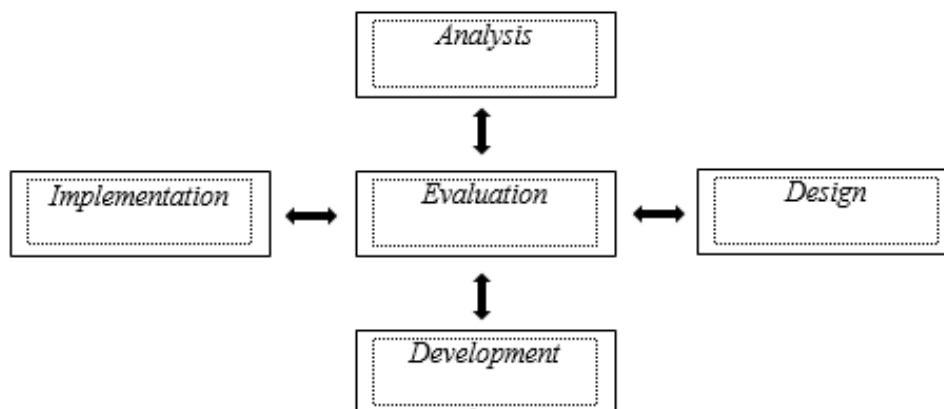 Analysis
Implementation
Evaluation
Design
Development